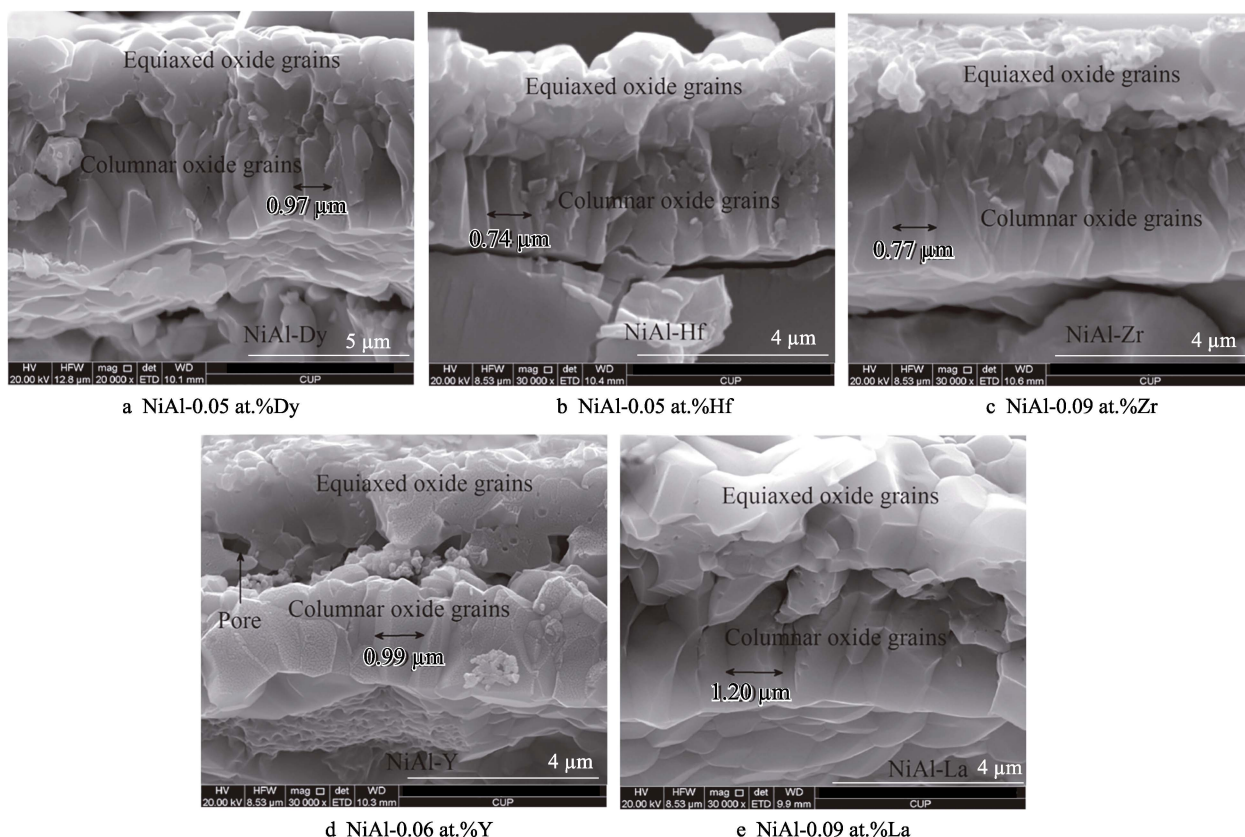 Equiaxed oxide grains
Columnar oxide grains
0.97 μm
NiAl-Dy
5 μm
HV HFW mag □ det WD
20.00 kV 12.8 μm 20 000 x ETD 10.1 mm
CUP
a NiAl-0.05 at.%Dy
Equiaxed oxide grains
Columnar oxide grains
0.74 μm
NiAl-Hf
4 μm
HV HFW mag □ det WD
20.00 kV 8.53 μm 30 000 x ETD 10.4 mm
CUP
b NiAl-0.05 at.%Hf
Equiaxed oxide grains
Columnar oxide grains
0.77 μm
NiAl-Zr
4 μm
HV HFW mag □ det WD
20.00 kV 8.53 μm 30 000 x ETD 10.6 mm
CUP
c NiAl-0.09 at.%Zr
Equiaxed oxide grains
Pore
Columnar oxide grains
0.99 μm
NiAl-Y
4 μm
HV HFW mag □ det WD
20.00 kV 8.53 μm 30 000 x ETD 10.3 mm
CUP
d NiAl-0.06 at.%Y
Equiaxed oxide grains
Columnar oxide grains
1.20 μm
NiAl-La
4 μm
HV HFW mag □ det WD
20.00 kV 8.53 μm 30 000 x ETD 9.9 mm
CUP
e NiAl-0.09 at.%La